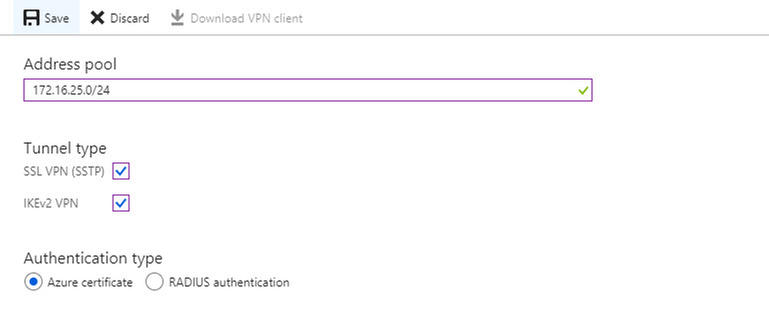 Save Discard Download VPN client
Address pool
172.16.25.0/24
Tunnel type
SSL VPN (SSTP)
IKEv2 VPN
Authentication type
Azure certificate RADIUS authentication